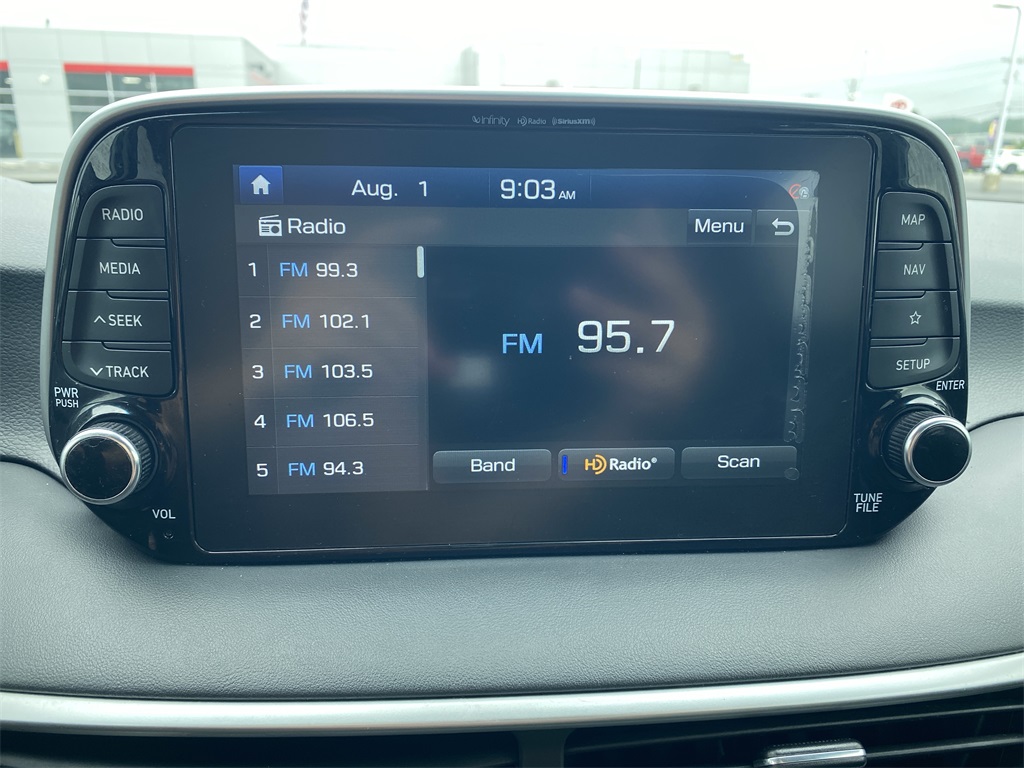 infinity HD Radio ((SiriusXM))
Aug. 1 9:03 AM
Radio Menu
1 FM 99.3
2 FM 102.1
3 FM 103.5
4 FM 106.5
5 FM 94.3
FM 95.7
Band HD Radio® Scan
RADIO
MEDIA
SEEK
TRACK
PWR
PUSH
VOL
MAP
NAV
SETUP
ENTER
TUNE
FILE